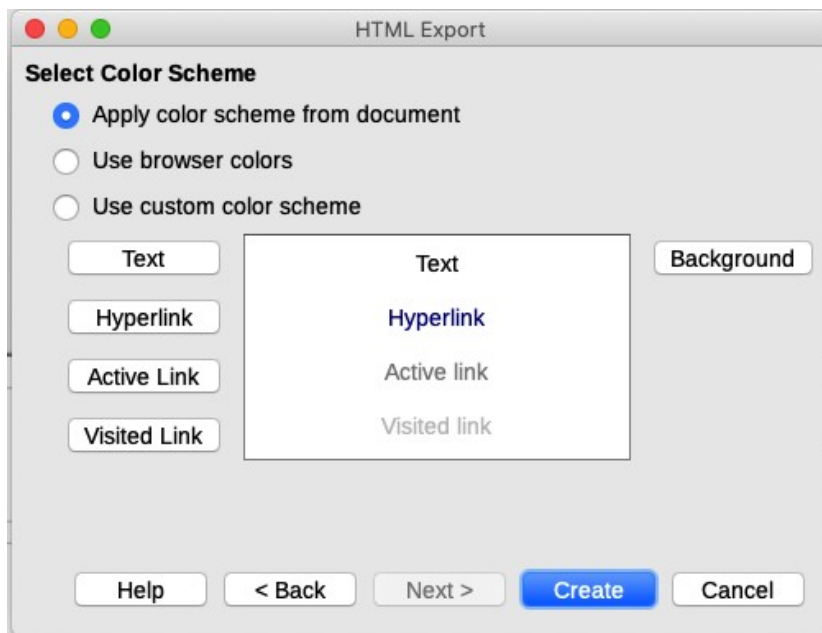 HTML Export
Select Color Scheme
Apply color scheme from document
Use browser colors
Use custom color scheme
Text
Text
Background
Hyperlink
Hyperlink
Active Link
Active link
Visited Link
Visited link
Help
< Back
Next >
Create
Cancel